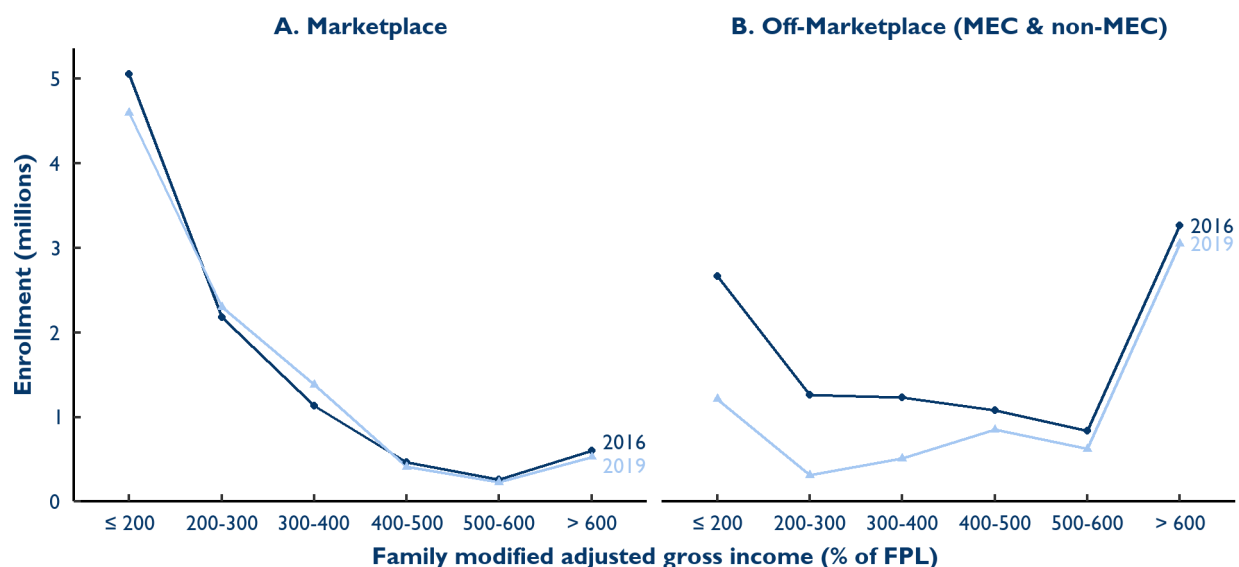 A. Marketplace
B. Off-Marketplace (MEC & non-MEC)
Enrollment (millions)
5
4
3
2
1
0
2016
2019
2016
2019
≤ 200 200-300 300-400 400-500 500-600 > 600
≤ 200 200-300 300-400 400-500 500-600 > 600
Family modified adjusted gross income (% of FPL)